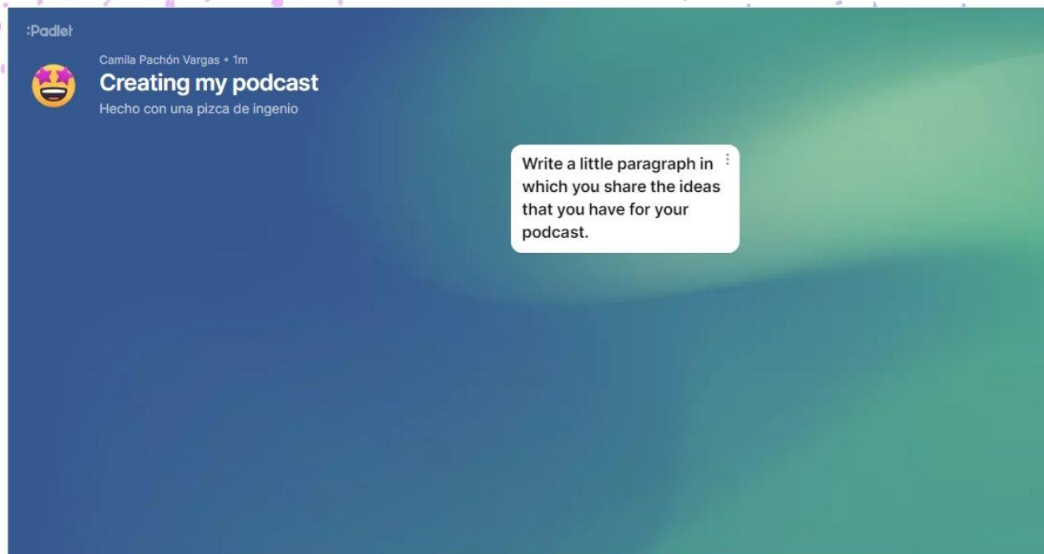 :Padlet
Camila Pachón Vargas • 1m
Creating my podcast
Hecho con una pizca de ingenio
Write a little paragraph in
which you share the ideas
that you have for your
podcast.